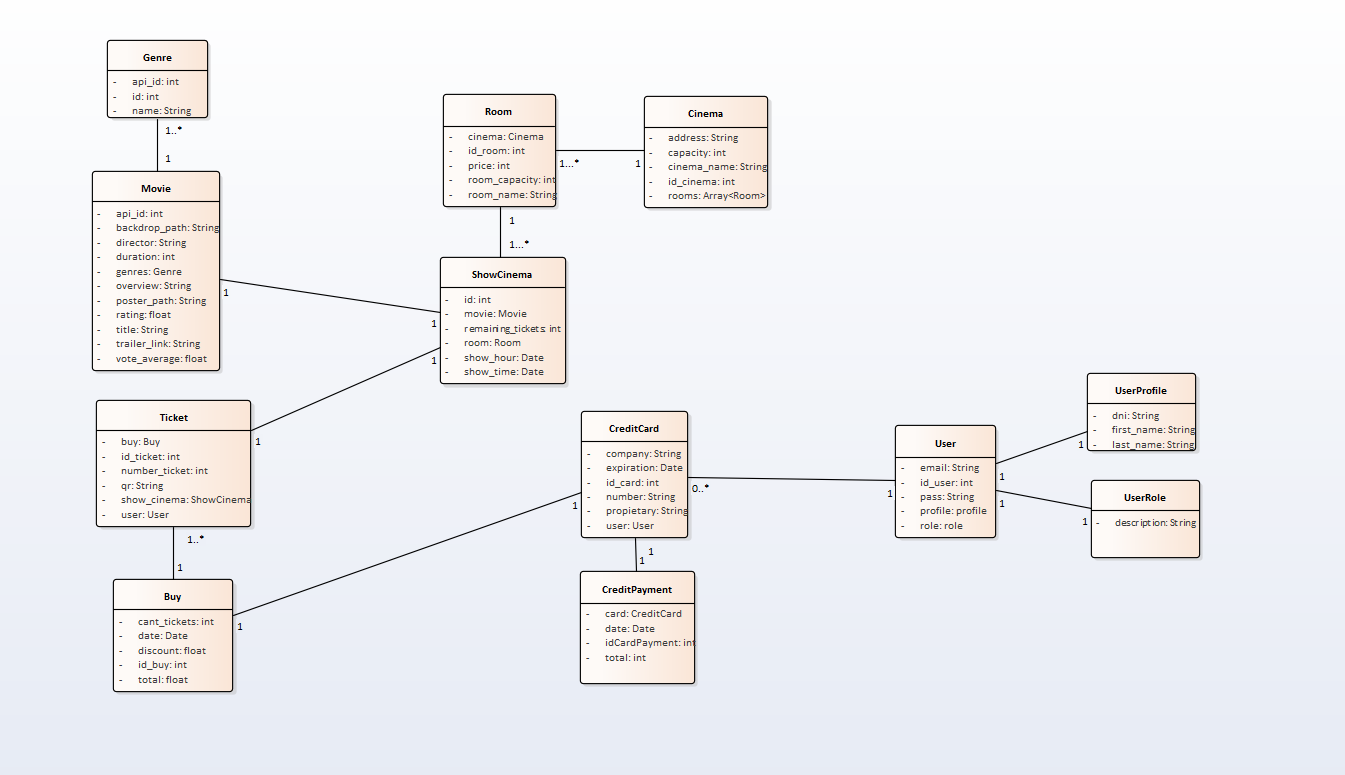 Genre
- api_id: int
- id: int
- name: String
1..*
1
Movie
- api_id: int
- backdrop_path: String
- director: String
- duration: int
- genres: Genre
- overview: String
- poster_path: String
- rating: float
- title: String
- trailer_link: String
- vote_average: float
1
1
Room
- cinema: Cinema
- id_room: int
- price: int
- room_capacity: int
- room_name: String
1...*
1
Cinema
- address: String
- capacity: int
- cinema_name: String
- id_cinema: int
- rooms: Array<Room>
1
1...*
ShowCinema
- id: int
- movie: Movie
- remaining_tickets: int
- room: Room
- show_hour: Date
- show_time: Date
1
1
Ticket
- buy: Buy
- id_ticket: int
- number_ticket: int
- qr: String
- show_cinema: ShowCinema
- user: User
1..*
1
Buy
- cant_tickets: int
- date: Date
- discount: float
- id_buy: int
- total: float
1
1
CreditCard
- company: String
- expiration: Date
- id_card: int
- number: String
- propietary: String
- user: User
0..*
1
1
1
CreditPayment
- card: CreditCard
- date: Date
- idCardPayment: int
- total: int
User
- email: String
- id_user: int
- pass: String
- profile: profile
- role: role
1
1
UserProfile
- dni: String
- first_name: String
- last_name: String
1
1
UserRole
- description: String